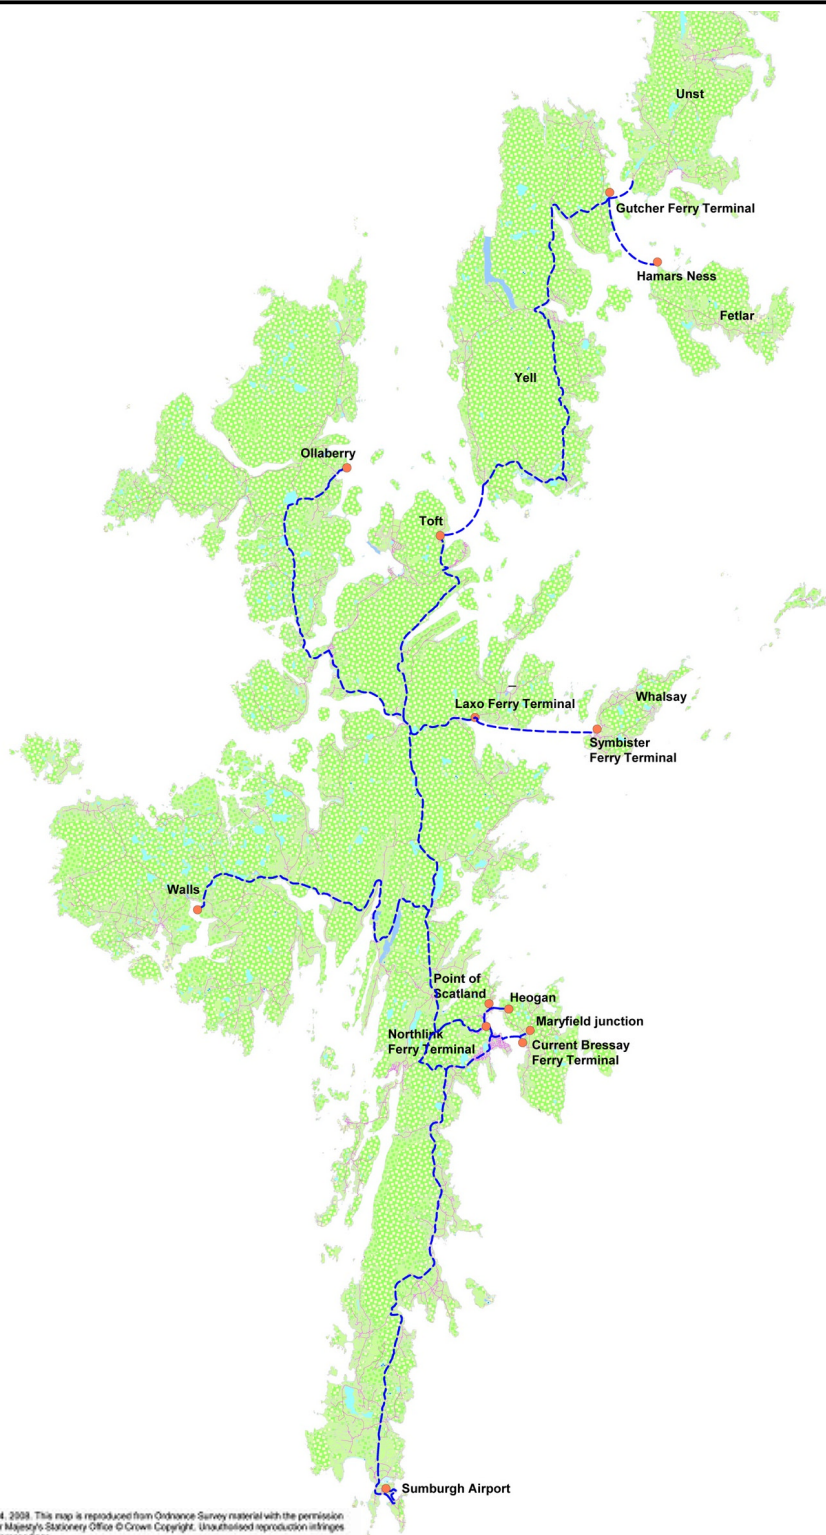 Unst
Gutcher Ferry Terminal
Hamars Ness
Fetlar
Yell
Ollaberry
Toft
Laxo Ferry Terminal
Whalsay
Symbister
Ferry Terminal
Walls
Point of
Scatland
Heogan
Maryfield junction
Northlink
Ferry Terminal
Current Bressay
Ferry Terminal
Sumburgh Airport
4. 2008. This map is reproduced from Ordnance Survey material with the permission
r Majesty's Stationery Office © Crown Copyright. Unauthorised reproduction infringes